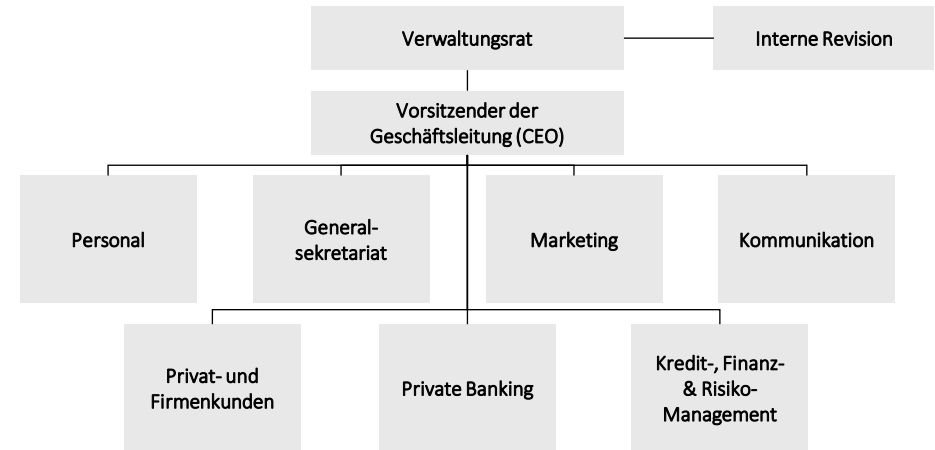 Verwaltungsrat
Interne Revision
Vorsitzender der
Geschäftsleitung (CEO)
Personal
General-
sekretariat
Marketing
Kommunikation
Privat- und
Firmenkunden
Private Banking
Kredit-, Finanz-
& Risiko-
Management